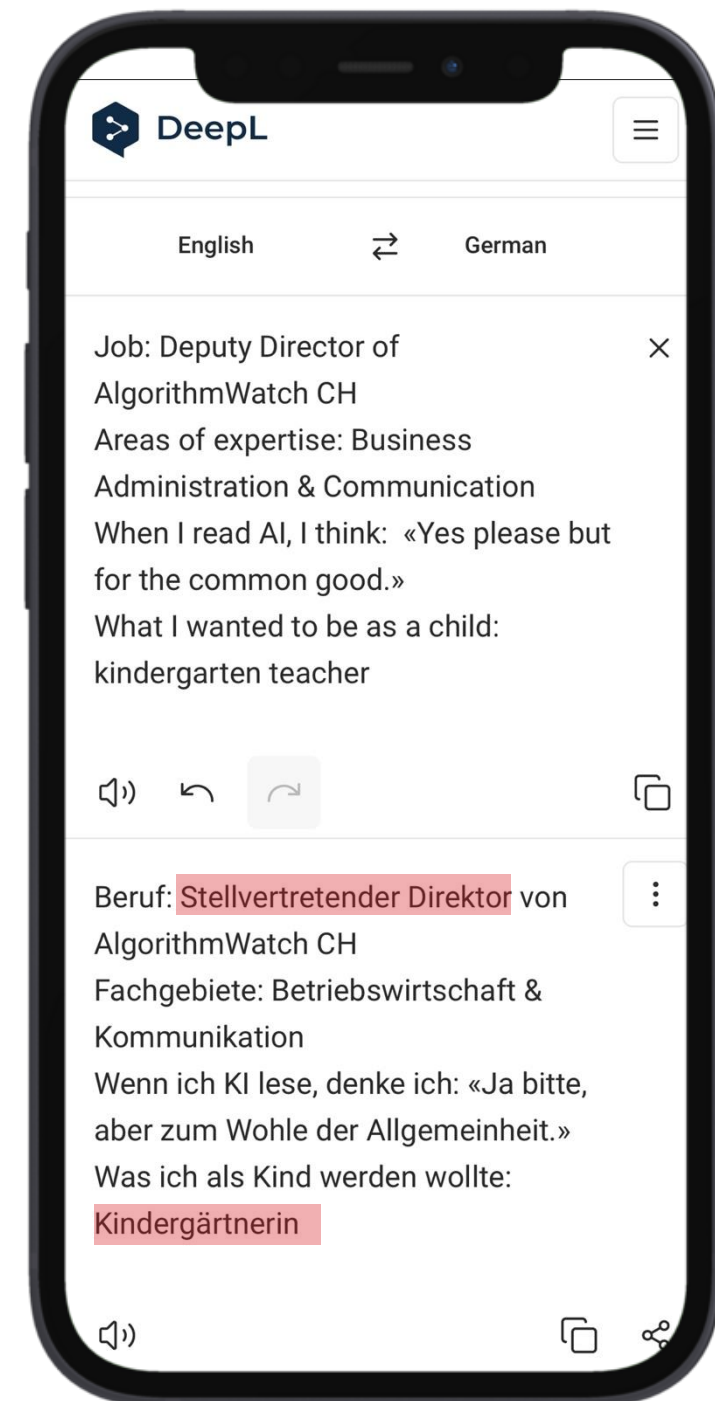 DeepL
English German
Job: Deputy Director of
AlgorithmWatch CH
Areas of expertise: Business
Administration & Communication
When I read AI, I think: «Yes please but
for the common good.»
What I wanted to be as a child:
kindergarten teacher
Beruf: Stellvertretender Direktor von
AlgorithmWatch CH
Fachgebiete: Betriebswirtschaft &
Kommunikation
Wenn ich KI lese, denke ich: «Ja bitte,
aber zum Wohle der Allgemeinheit.»
Was ich als Kind werden wollte:
Kindergärtnerin